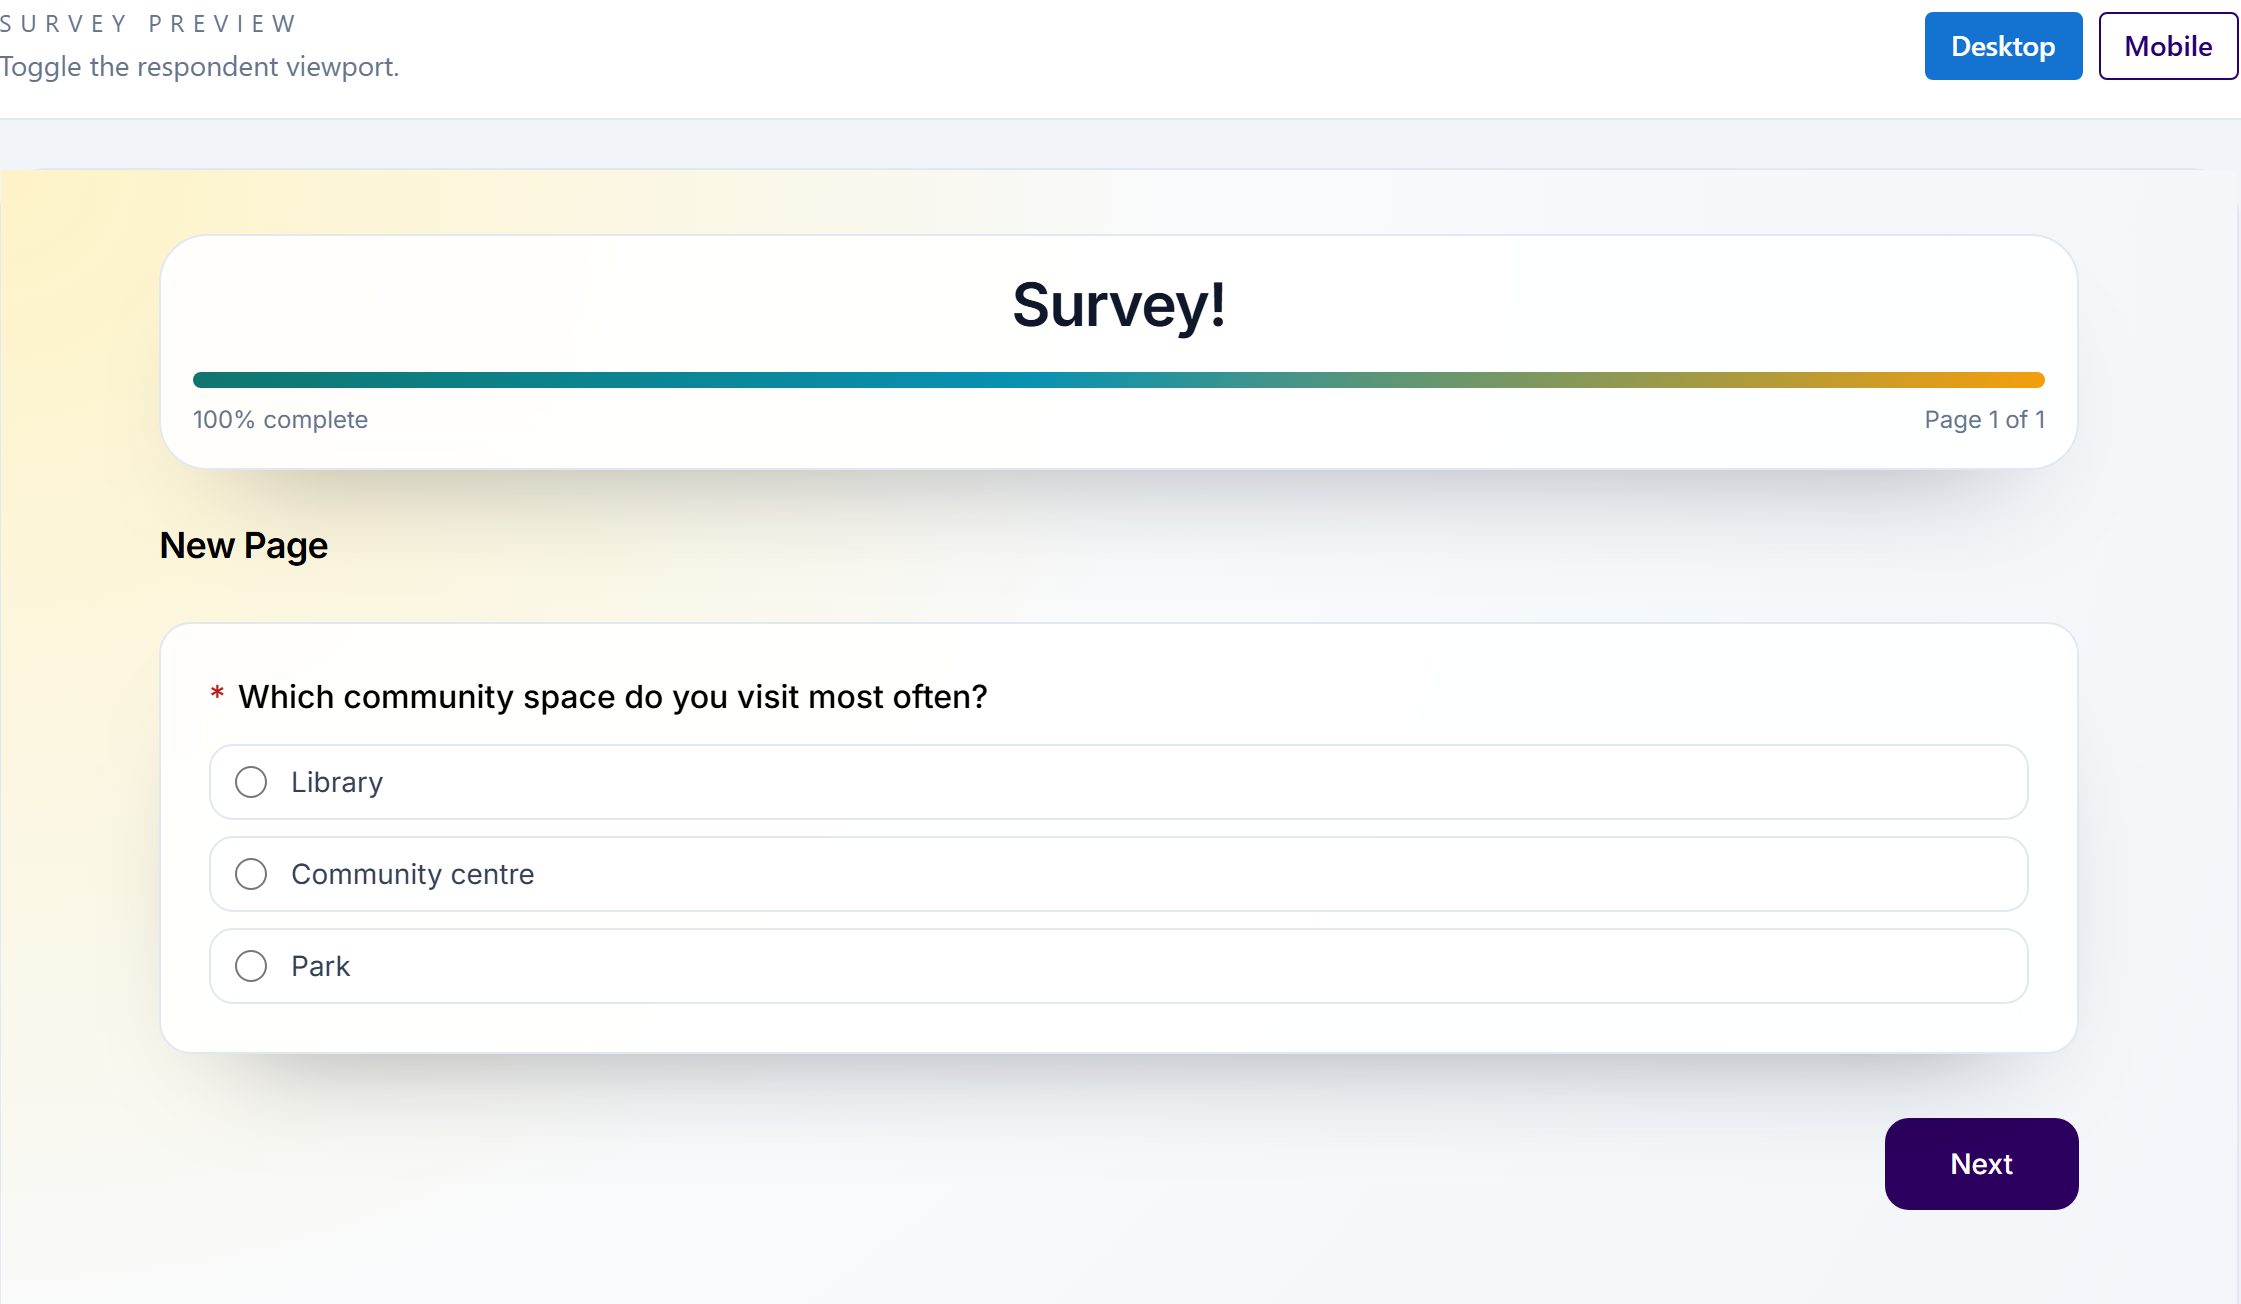 SURVEY PREVIEW
Toggle the respondent viewport.
Desktop
Mobile
Survey!
100% complete
Page 1 of 1
New Page
* Which community space do you visit most often?
Library
Community centre
Park
Next